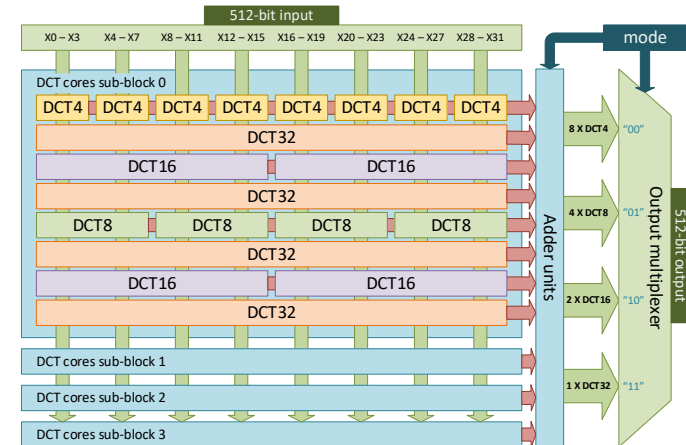 512-bit input
X0 – X3 X4 – X7 X8 – X11 X12 – X15 X16 – X19 X20 – X23 X24 – X27 X28 – X31
mode
DCT cores sub-block 0
DCT4 DCT4 DCT4 DCT4 DCT4 DCT4 DCT4 DCT4
DCT32
DCT16 DCT16
DCT32
DCT8 DCT8 DCT8 DCT8
DCT32
DCT16 DCT16
DCT32
DCT cores sub-block 1
DCT cores sub-block 2
DCT cores sub-block 3
Adder units
8 X DCT4 "00"
4 X DCT8 "01"
2 X DCT16 "10"
1 X DCT32 "11"
Output multiplexer
512-bit output